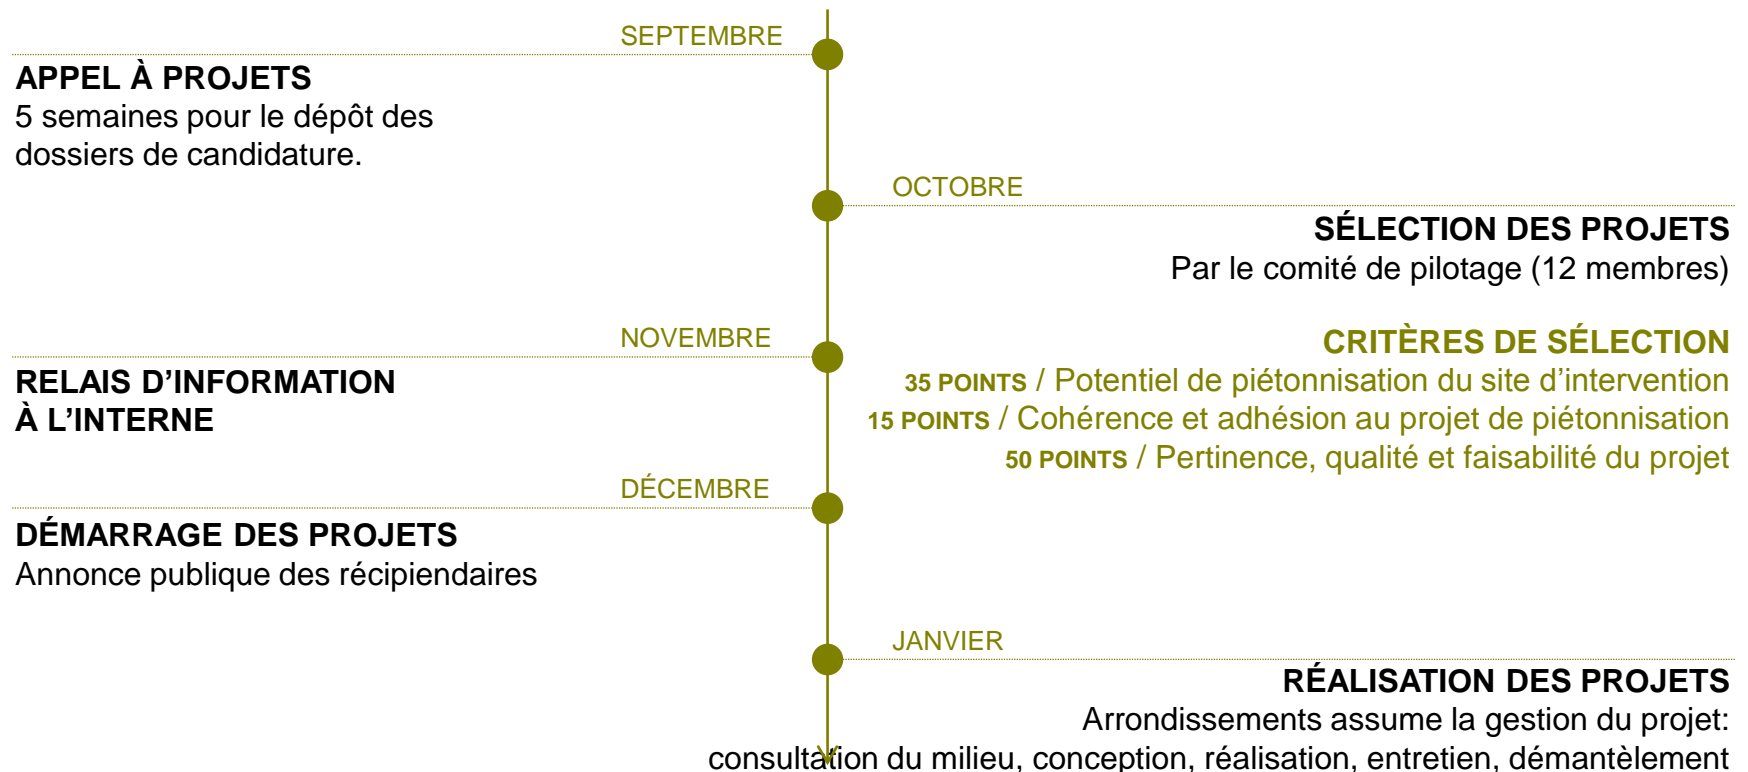 SEPTEMBRE
APPEL À PROJETS
5 semaines pour le dépôt des
dossiers de candidature.
OCTOBRE
SÉLECTION DES PROJETS
Par le comité de pilotage (12 membres)
CRITÈRES DE SÉLECTION
35 POINTS / Potentiel de piétonnisation du site d’intervention
15 POINTS / Cohérence et adhésion au projet de piétonnisation
50 POINTS / Pertinence, qualité et faisabilité du projet
NOVEMBRE
RELAIS D’INFORMATION
À L’INTERNE
DÉCEMBRE
DÉMARRAGE DES PROJETS
Annonce publique des récipiendaires
JANVIER
RÉALISATION DES PROJETS
Arrondissements assume la gestion du projet:
consultation du milieu, conception, réalisation, entretien, démantèlement